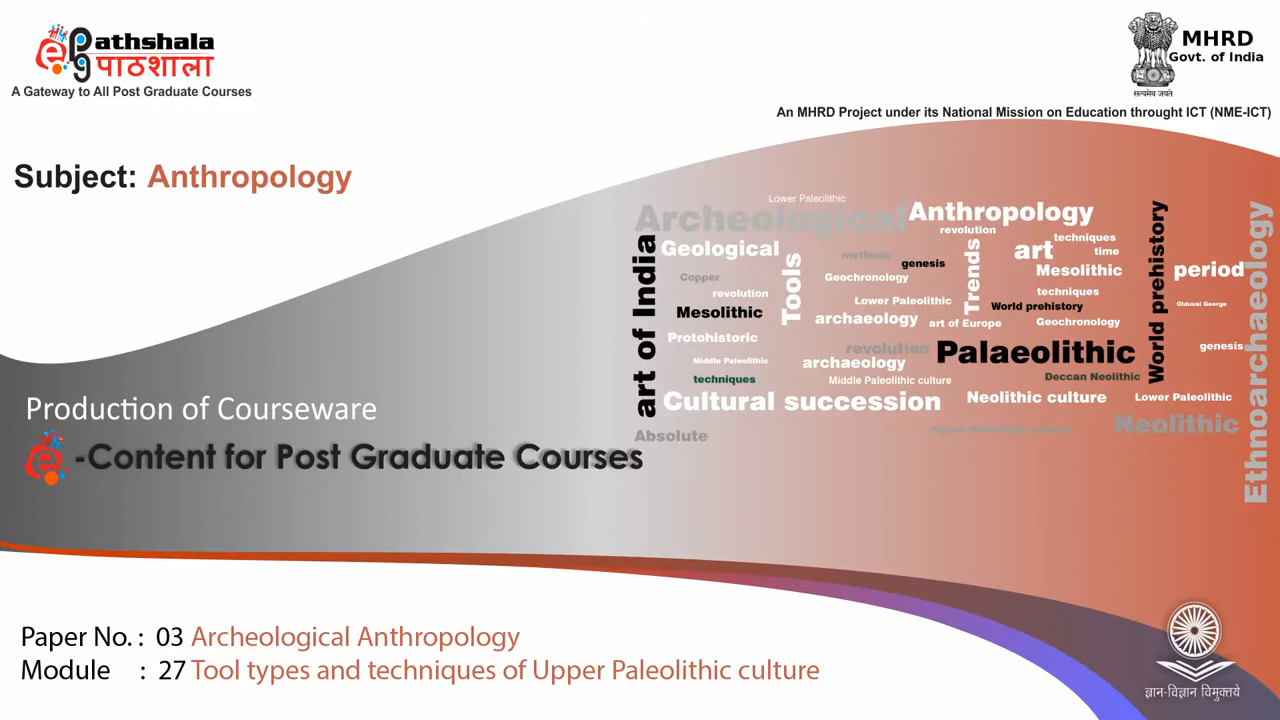 Pathshala
पाठशाला
A Gateway to All Post Graduate Courses
MHRD
Govt. of India
सत्यमेव जयते
An MHRD Project under its National Mission on Education throught ICT (NME-ICT)
Subject: Anthropology
Lower Paleolithic
Archeological
Anthropology
revolution
art of India
Geological
Tools
methods
genesis
Trends
art
techniques
time
World prehistory
period
Ethnoarchaeology
Copper
Geochronology
Mesolithic
revolution
Lower Paleolithic
techniques
World prehistory
Olduvai George
Mesolithic
archaeology
art of Europe
Geochronology
Protohistoric
revolution
Palaeolithic
genesis
Middle Paleolithic
archaeology
techniques
Middle Paleolithic culture
Deccan Neolithic
Cultural succession
Neolithic culture
Lower Paleolithic
Absolute
Neolithic
Production of Courseware
e -Content for Post Graduate Courses
Paper No. : 03 Archeological Anthropology
Module : 27 Tool types and techniques of Upper Paleolithic culture
ज्ञान-विज्ञान विमुक्तये